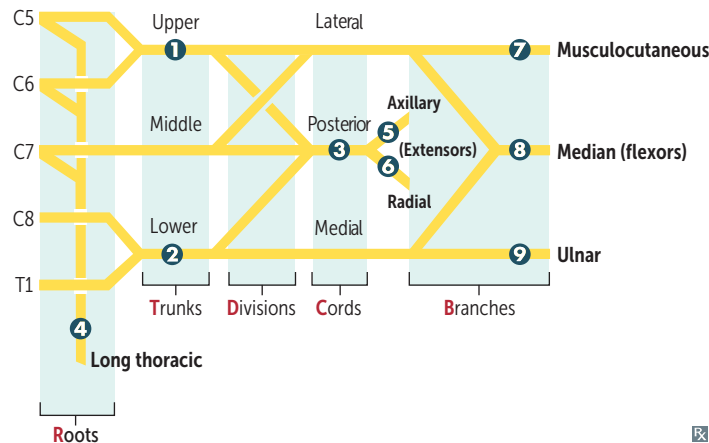 C5
Upper
Lateral
1
7
Musculocutaneous
C6
Axillary
Middle
Posterior
5
C7
3
(Extensors)
8
Median (flexors)
6
Radial
C8
Lower
Medial
2
9
Ulnar
T1
Trunks
Divisions
Cords
Branches
4
Long thoracic
Roots
Rx